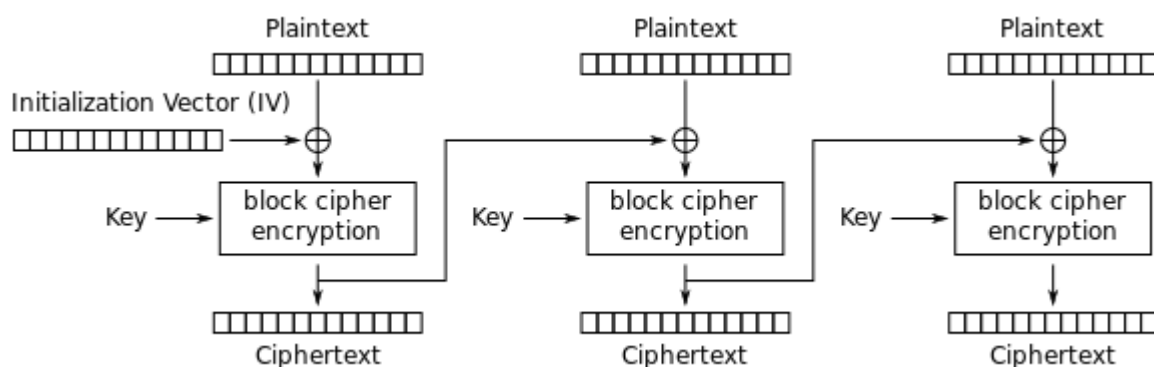 Plaintext
Plaintext
Plaintext
Initialization Vector (IV)
Key
block cipher
encryption
Key
block cipher
encryption
Key
block cipher
encryption
Ciphertext
Ciphertext
Ciphertext